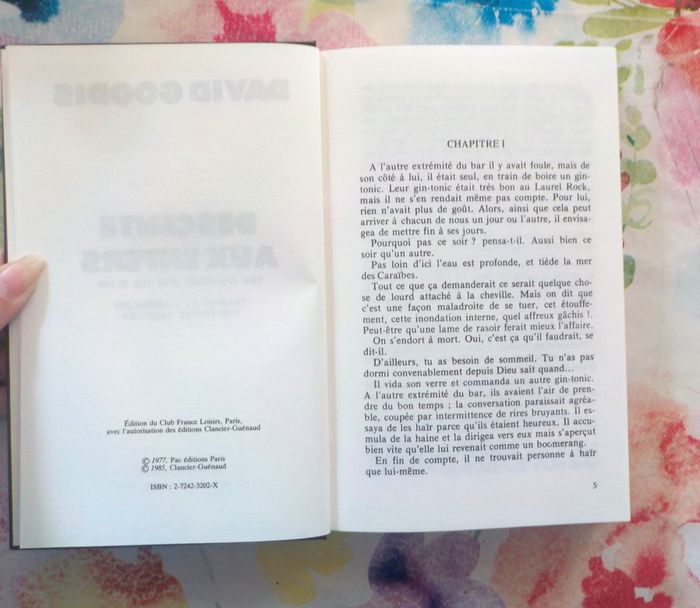 DAVID GOODIS
DESCENTE
AUX ENFERS
Édition du Club France Loisirs, Paris,
avec l'autorisation des éditions Clancier-Guénaud
© 1977, Pac éditions Paris
© 1985, Clancier-Guénaud
ISBN : 2-7242-3202-X
CHAPITRE I
A l'autre extrémité du bar il y avait foule, mais de
son côté à lui, il était seul, en train de boire un gin-
tonic. Leur gin-tonic était très bon au Laurel Rock,
mais il ne s'en rendait même pas compte. Pour lui,
rien n'avait plus de goût. Alors, ainsi que cela peut
arriver à chacun de nous un jour ou l'autre, il envisa-
gea de mettre fin à ses jours.
Pourquoi pas ce soir ? pensa-t-il. Aussi bien ce
soir qu'un autre.
Pas loin d'ici l'eau est profonde, et tiède la mer
des Caraïbes.
Tout ce que ça demanderait ce serait quelque cho-
se de lourd attaché à la cheville. Mais on dit que
c'est une façon maladroite de se tuer, cet étouffe-
ment, cette inondation interne, quel affreux gâchis !.
Peut-être qu'une lame de rasoir ferait mieux l'affaire.
On s'endort à mort. Oui, c'est ça qu'il faudrait, se
dit-il.
D'ailleurs, tu as besoin de sommeil. Tu n'as pas
dormi convenablement depuis Dieu sait quand...
Il vida son verre et commanda un autre gin-tonic.
A l'autre extrémité du bar, ils avaient l'air de pren-
dre du bon temps ; la conversation paraissait agréa-
ble, coupée par intermittence de rires bruyants. Il es-
saya de les haïr parce qu'ils étaient heureux. Il accu-
mula de la haine et la dirigea vers eux mais s'aperçut
bien vite qu'elle lui revenait comme un boomerang.
En fin de compte, il ne trouvait personne à haïr
que lui-même.
5